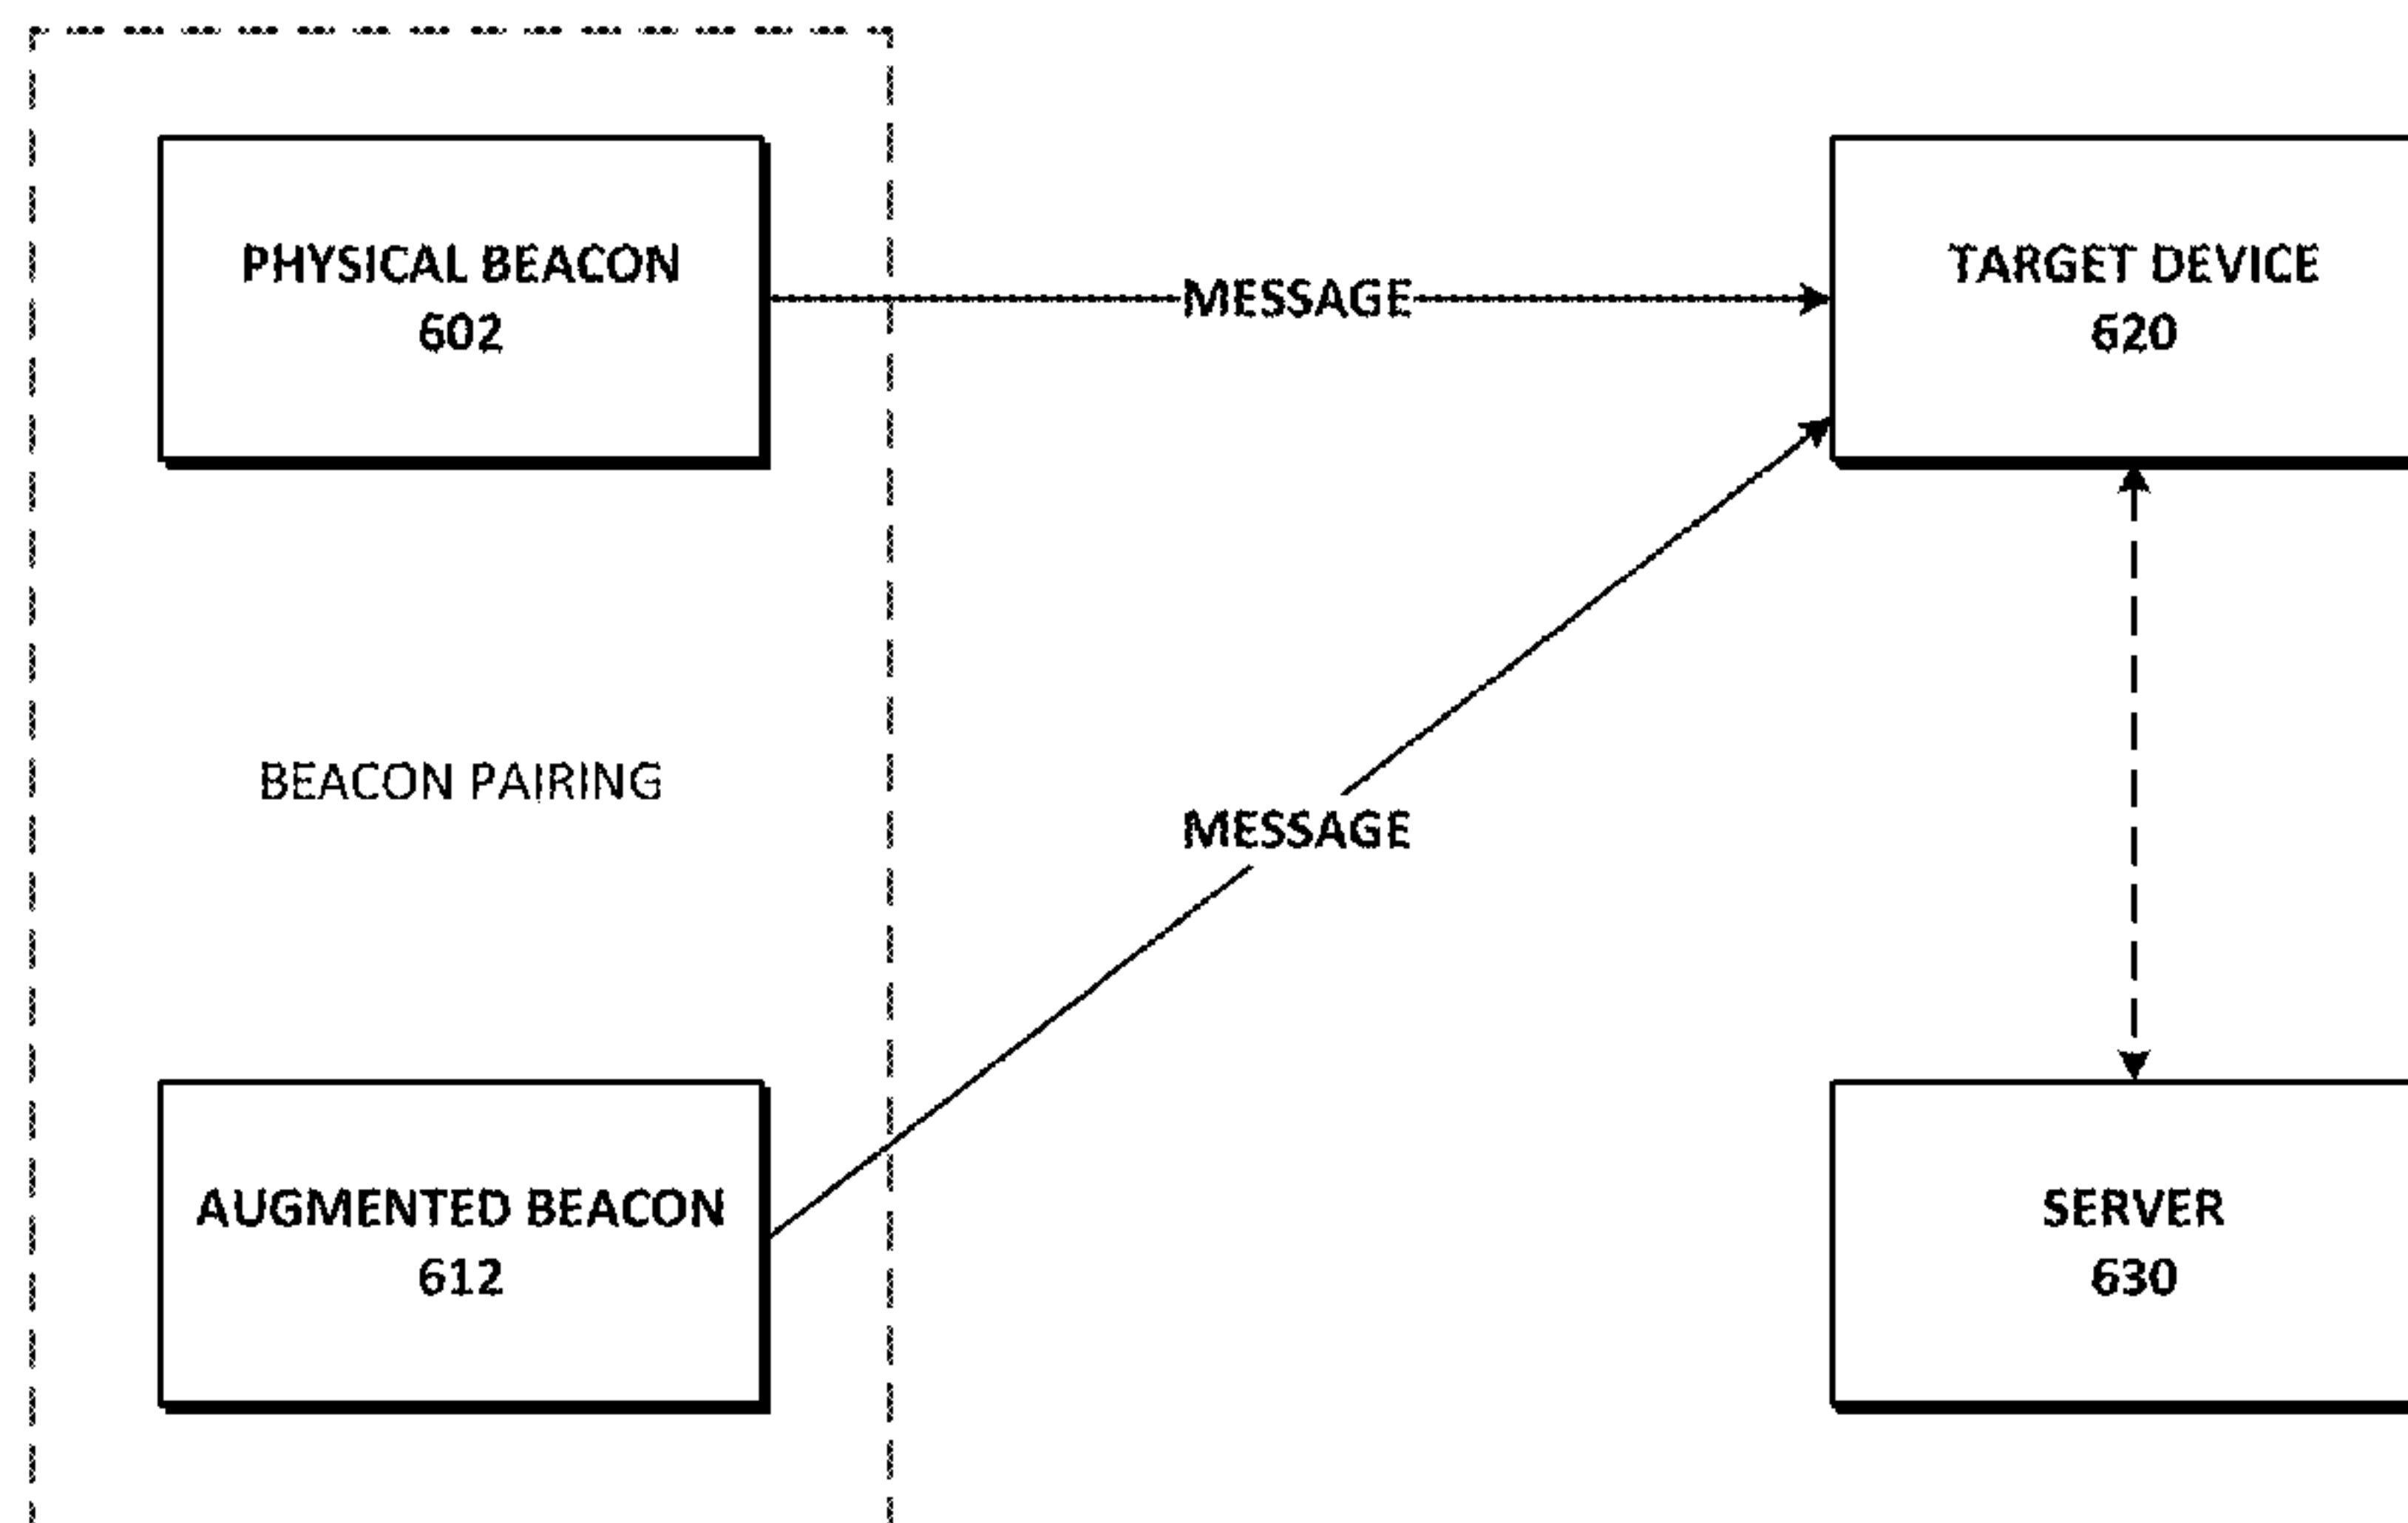 PHYSICAL BEACON
602
MESSAGE
TARGET DEVICE
620
BEACON PAIRING
MESSAGE
AUGMENTED BEACON
612
SERVER
630